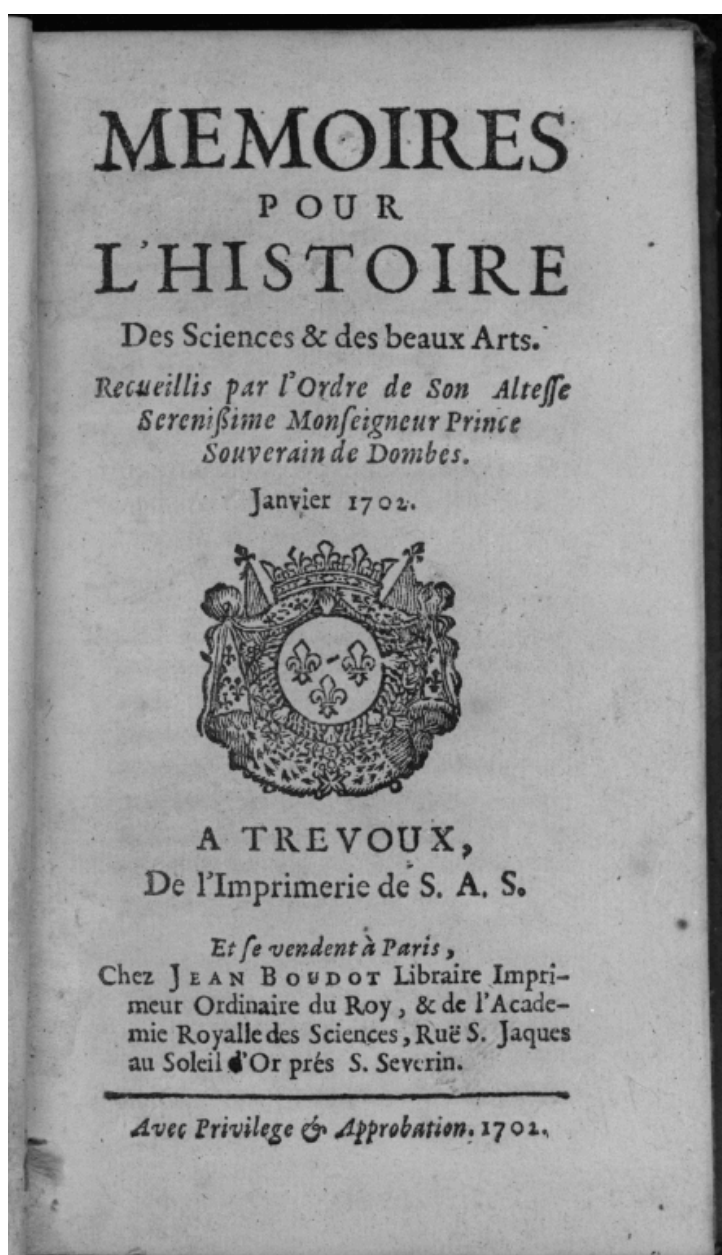 MEMOIRES
POUR
L'HISTOIRE
Des Sciences & des beaux Arts.
Recueillis par l'Ordre de Son Alteſſe
Sereniſſime Monſeigneur Prince
Souverain de Dombes.
Janvier 1702.
A TREVOUX,
De l'Imprimerie de S. A. S.
Et ſe vendent à Paris,
Chez JEAN BOUDOT Libraire Impri-
meur Ordinaire du Roy, & de l'Acade-
mie Royalle des Sciences, Ruë S. Jaques
au Soleil d'Or prés S. Severin.
Avec Privilege & Approbation. 1702.